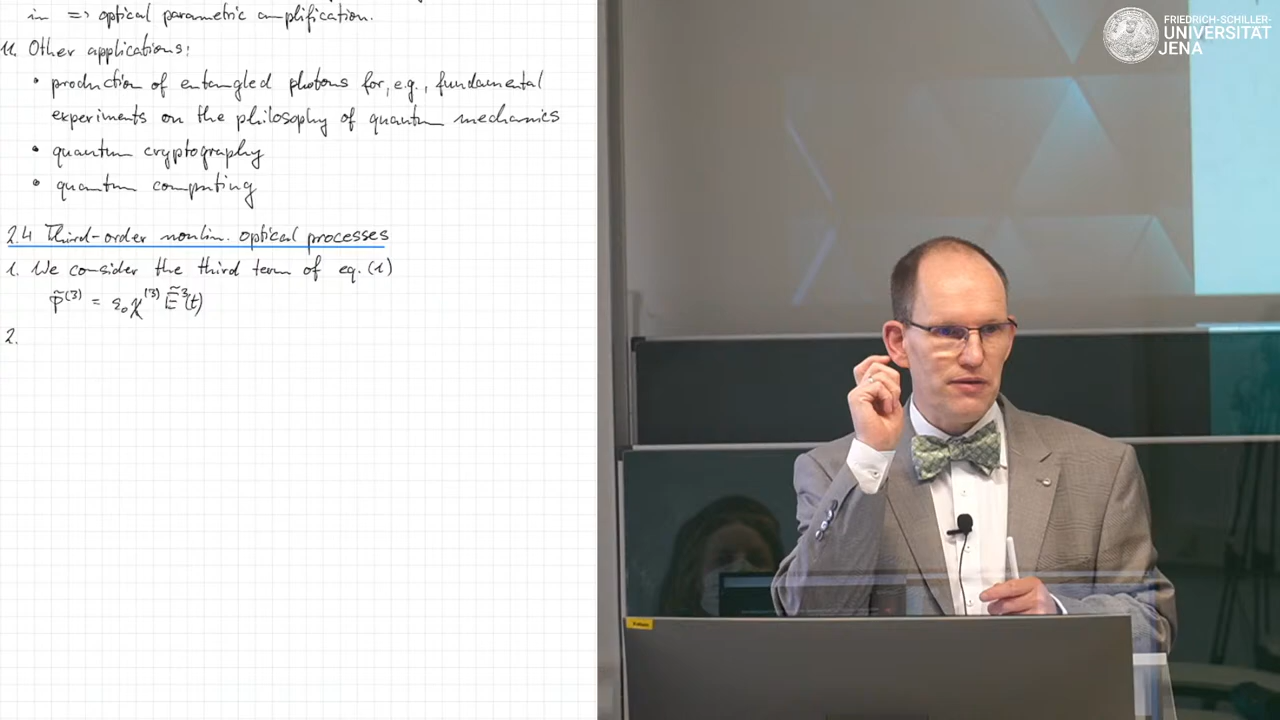 in => optical parametric amplification.
11. Other applications:
• production of entangled photons for, e.g., fundamental
experiments on the philosophy of quantum mechanics
• quantum cryptography
• quantum computing
2.4 Third-order nonlin. optical processes
1. We consider the third term of eq. (1)
P̃⁽³⁾ = ε₀χ⁽³⁾ Ẽ³(t)
2.
FRIEDRICH-SCHILLER-
UNIVERSITÄT
JENA